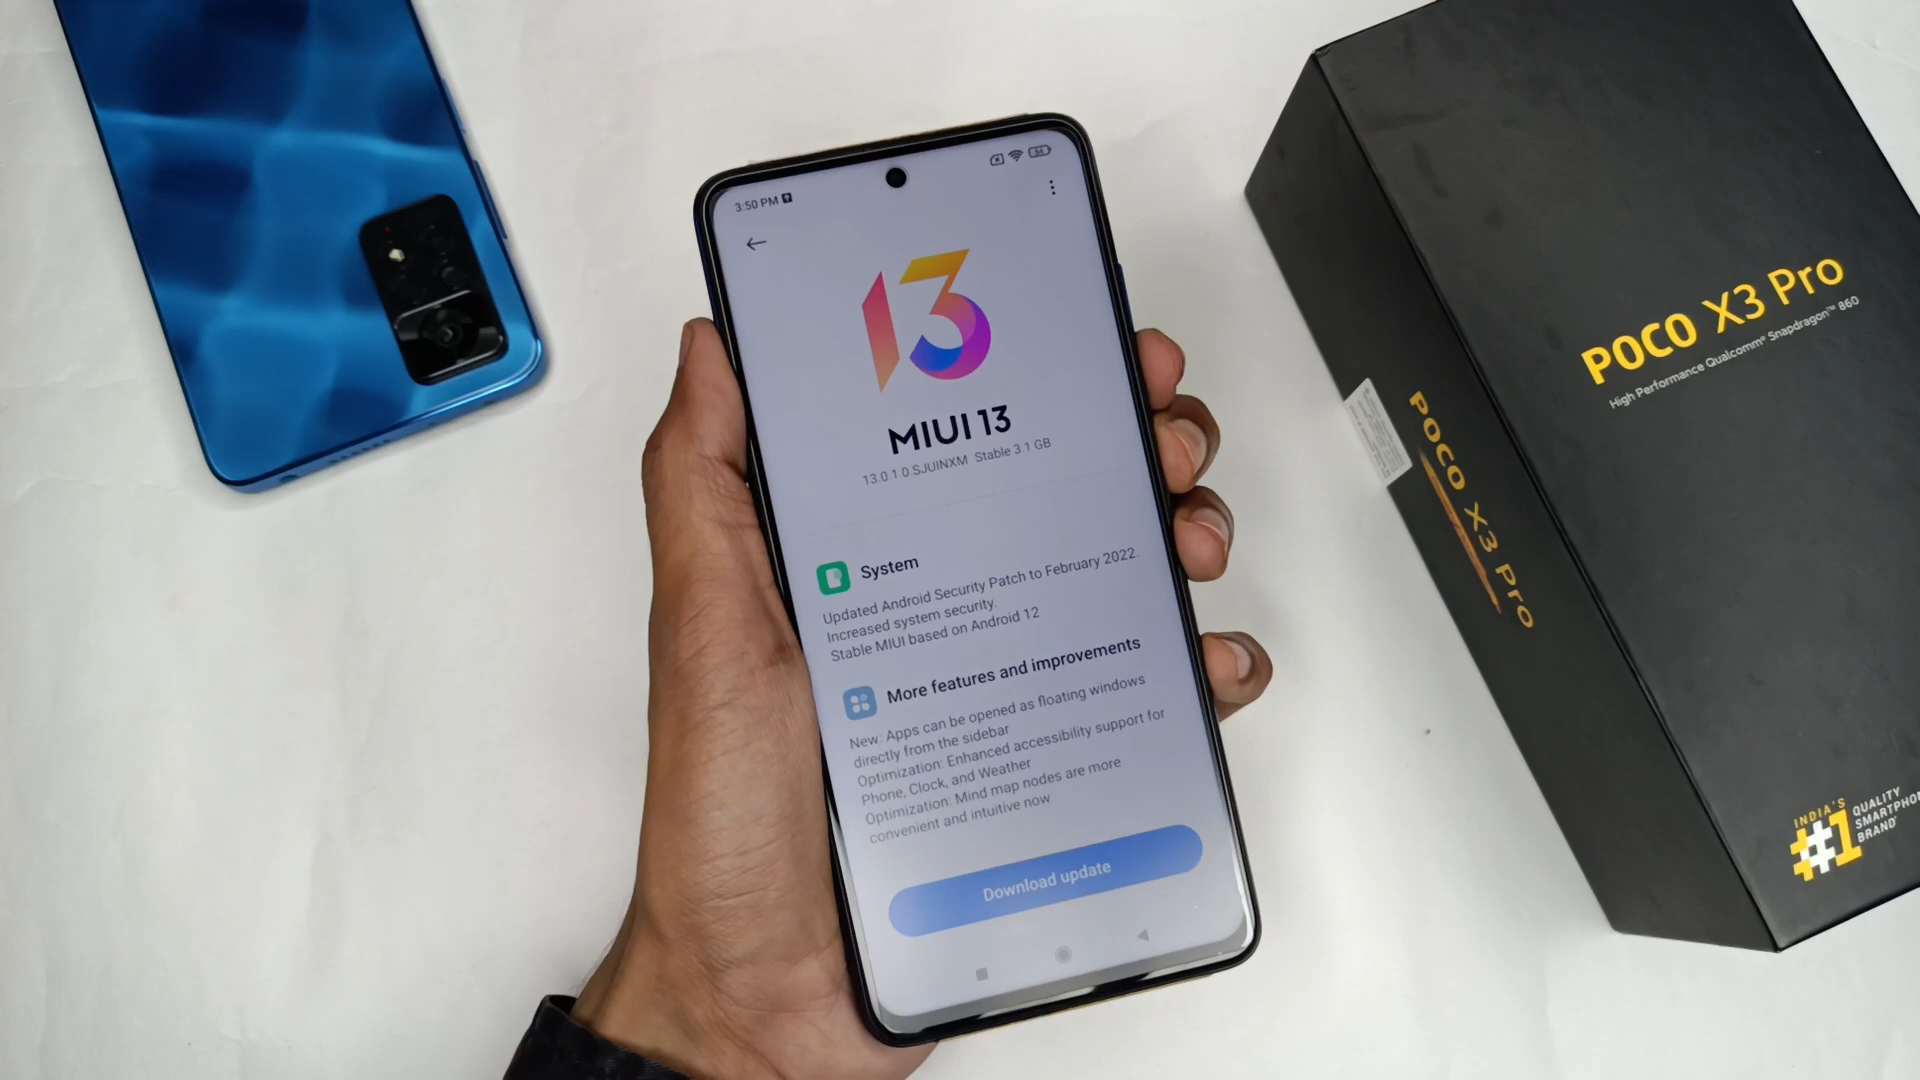 3:50 PM
54
13
MIUI 13
13.0.1.0.SJUINXM Stable 3.1 GB
System
Updated Android Security Patch to February 2022.
Increased system security.
Stable MIUI based on Android 12
More features and improvements
New: Apps can be opened as floating windows
directly from the sidebar
Optimization: Enhanced accessibility support for
Phone, Clock, and Weather
Optimization: Mind map nodes are more
convenient and intuitive now
Download update
POCO X3 Pro
High Performance Qualcomm® Snapdragon™ 860
POCO X3 Pro
INDIA'S
#1
QUALITY
SMARTPHON
BRAND